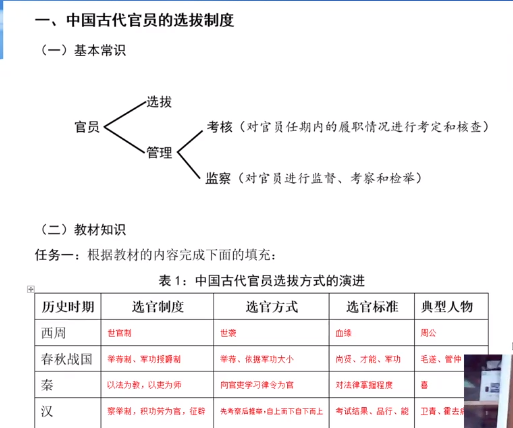 一、中国古代官员的选拔制度
（一）基本常识
选拔
官员
考核（对官员任期内的履职情况进行考定和核查）
管理
监察（对官员进行监督、考察和检举）
（二）教材知识
任务一：根据教材的内容完成下面的填充：
表1：中国古代官员选拔方式的演进
历史时期 选官制度 选官方式 选官标准 典型人物
西周 世官制 世袭 血缘 周公
春秋战国 举荐制、军功授爵制 举荐、依据军功大小 尚贤、才能、军功 毛遂、管仲
秦 以法为教，以吏为师 向官吏学习律令为官 对法律掌握程度 喜
汉 察举制，积功劳为官，征辟 先考察后推举，自上而下自下而上 考试结果、品行、能 卫青、霍去病